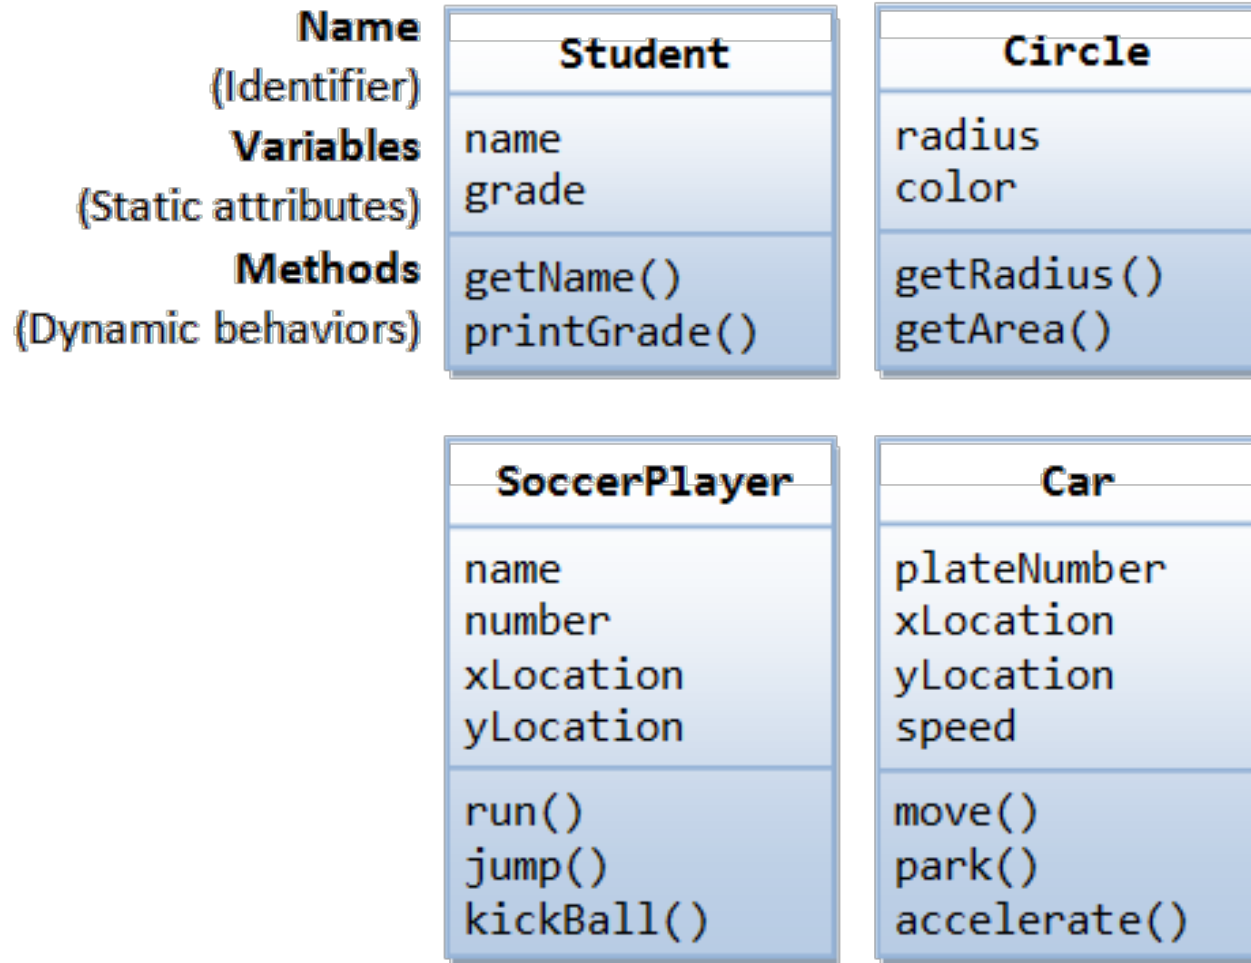 Name
(Identifier)
Variables
(Static attributes)
Methods
(Dynamic behaviors)
Student
name
grade
getName()
printGrade()
Circle
radius
color
getRadius()
getArea()
SoccerPlayer
name
number
xLocation
yLocation
run()
jump()
kickBall()
Car
plateNumber
xLocation
yLocation
speed
move()
park()
accelerate()